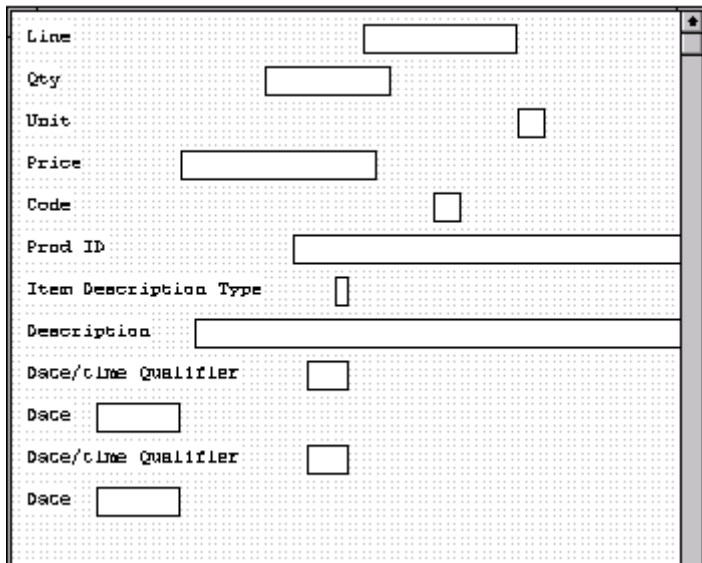 Line
Qty
Unit
Price
Code
Prod ID
Item Description Type
Description
Date/time Qualifier
Date
Date/time Qualifier
Date